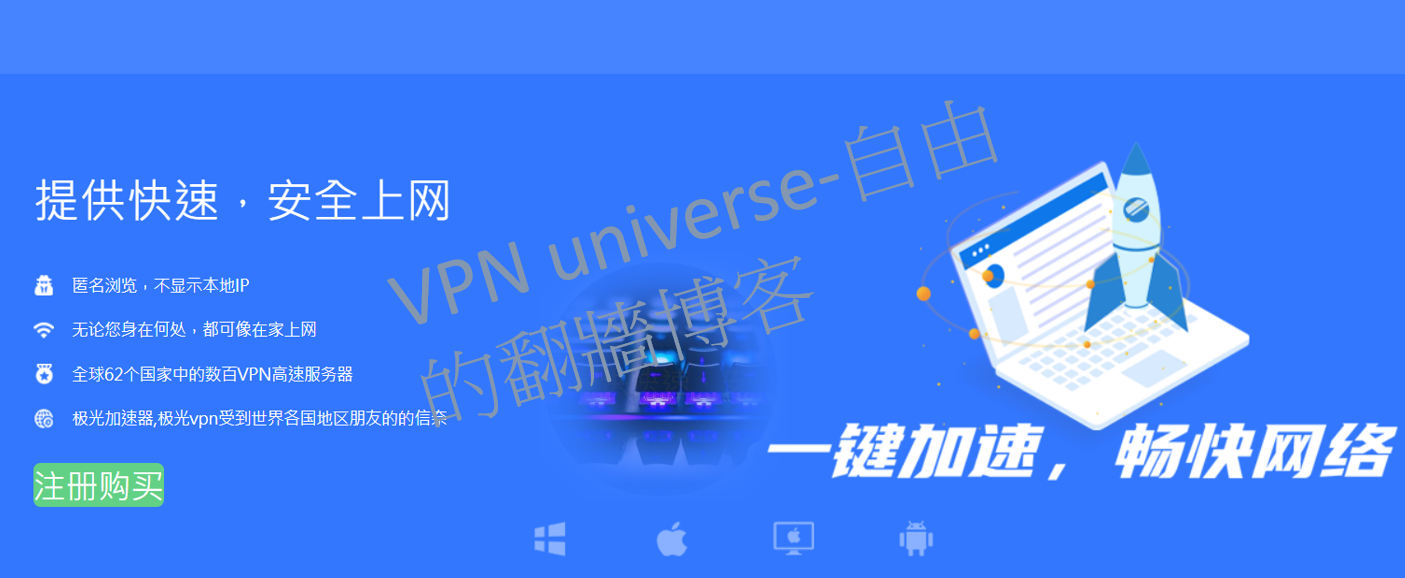 提供快速，安全上网
匿名浏览，不显示本地IP
无论您身在何处，都可像在家上网
全球62个国家中的数百VPN高速服务器
极光加速器,极光vpn受到世界各国地区朋友的的信奈
注册购买
VPN universe-自由
的翻牆博客
一键加速，畅快网络